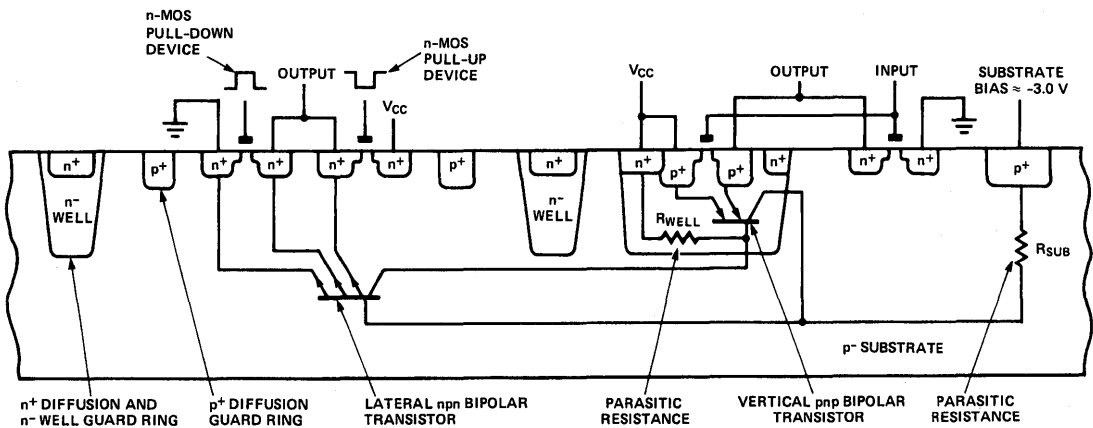 n-MOS
PULL-DOWN
DEVICE
OUTPUT
n-MOS
PULL-UP
DEVICE
VCC
VCC
OUTPUT
INPUT
SUBSTRATE
BIAS ≈ -3.0 V
n+
p+
n+
n+
n+
n+
p+
n+
n+
p+
p+
n+
n+
n+
p+
n-
WELL
n-
WELL
RWELL
RSUB
p- SUBSTRATE
n+ DIFFUSION AND
n- WELL GUARD RING
p+ DIFFUSION
GUARD RING
LATERAL npn BIPOLAR
TRANSISTOR
PARASITIC
RESISTANCE
VERTICAL pnp BIPOLAR
TRANSISTOR
PARASITIC
RESISTANCE